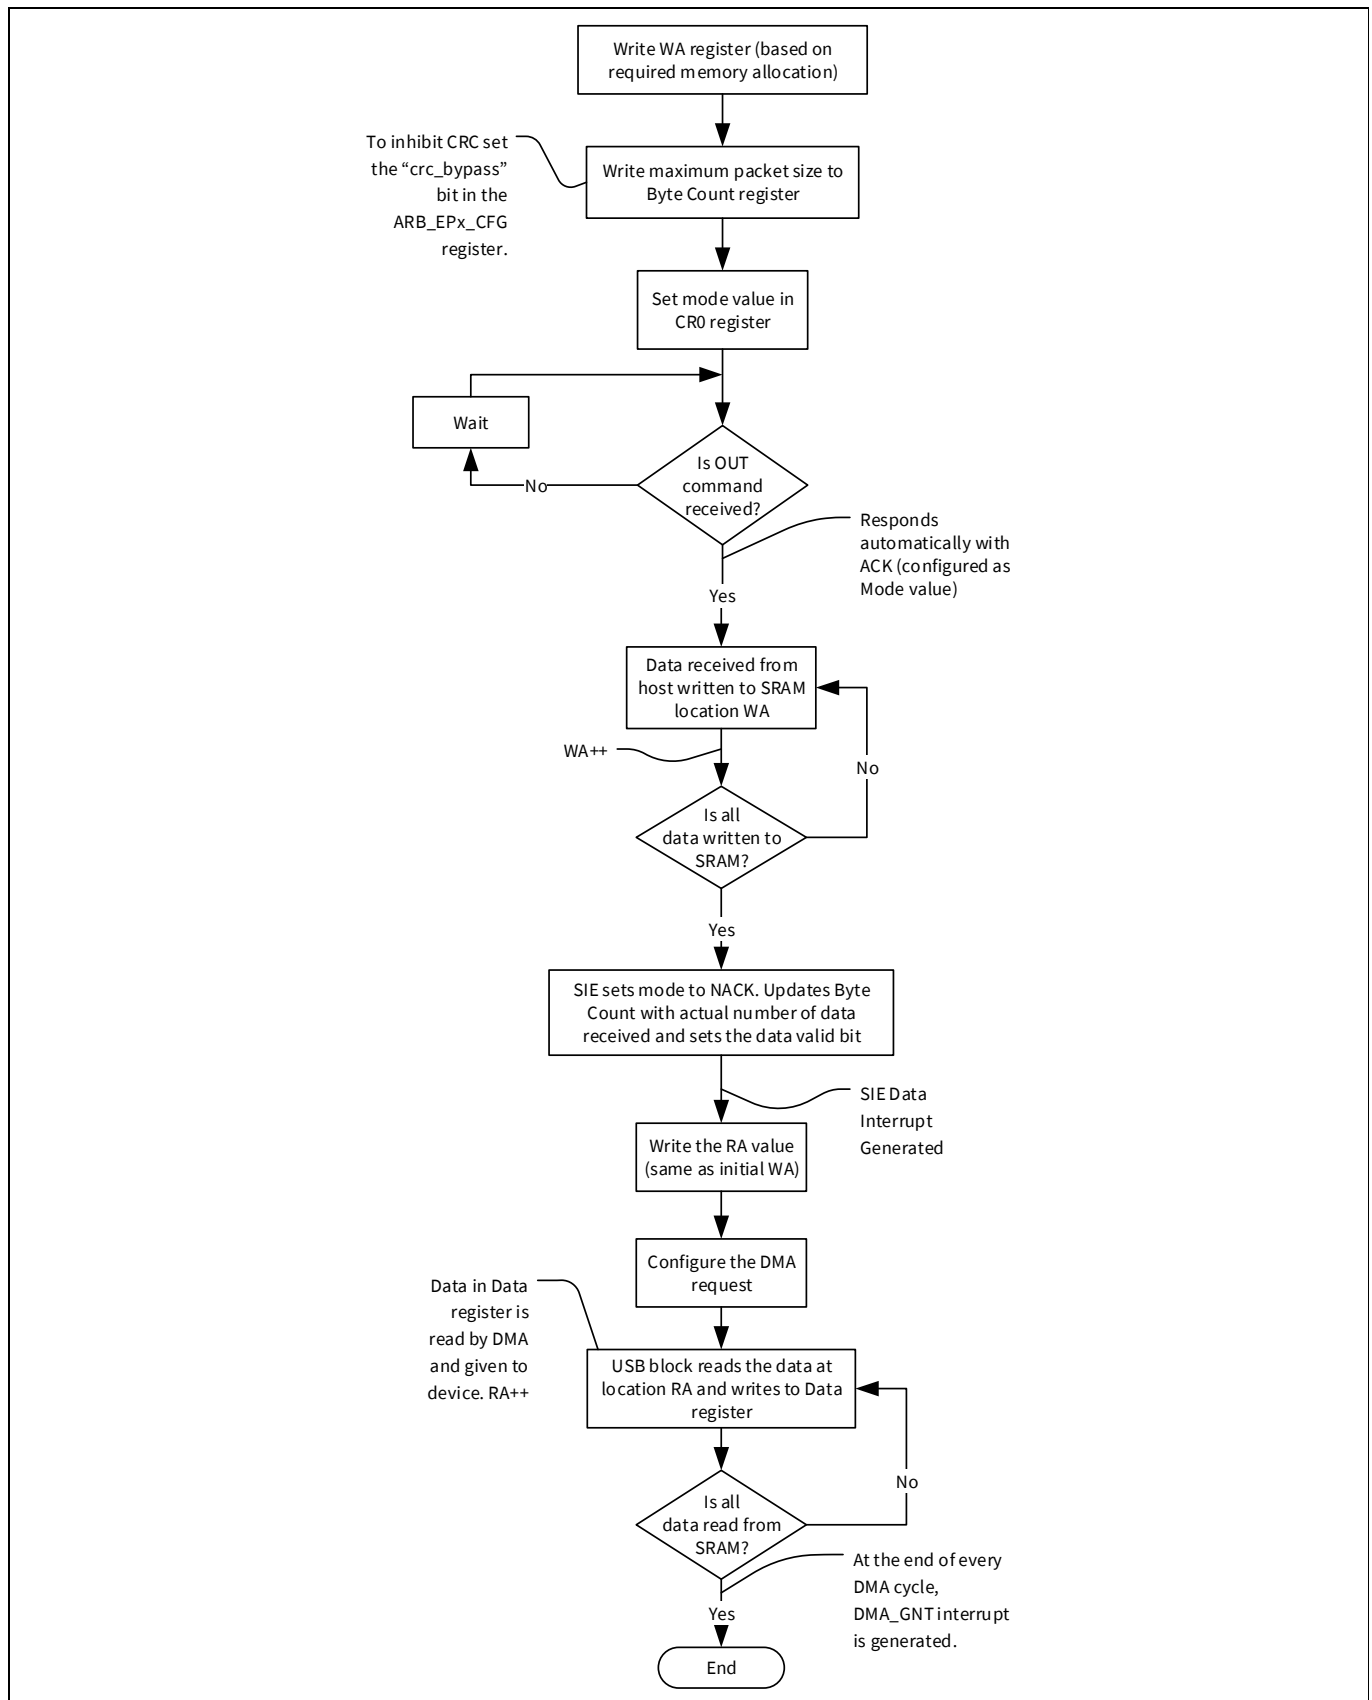 Write WA register (based on
required memory allocation)
To inhibit CRC set
the “crc_bypass”
bit in the
ARB_EPx_CFG
register.
Write maximum packet size to
Byte Count register
Set mode value in
CR0 register
Wait
Is OUT
command
received?
No
Responds
automatically with
ACK (configured as
Mode value)
Yes
Data received from
host written to SRAM
location WA
WA++
No
Is all
data written to
SRAM?
Yes
SIE sets mode to NACK. Updates Byte
Count with actual number of data
received and sets the data valid bit
SIE Data
Interrupt
Generated
Write the RA value
(same as initial WA)
Configure the DMA
request
Data in Data
register is
read by DMA
and given to
device. RA++
USB block reads the data at
location RA and writes to Data
register
No
Is all
data read from
SRAM?
At the end of every
DMA cycle,
DMA_GNT interrupt
is generated.
Yes
End